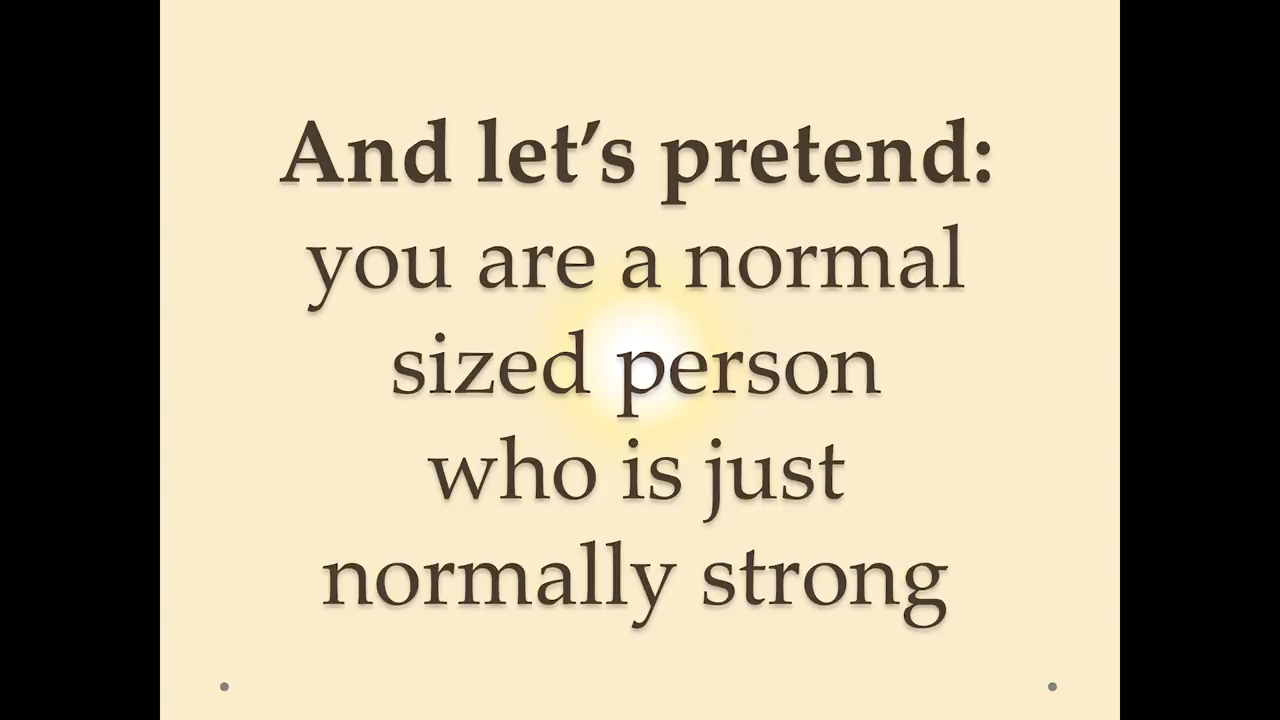 And let’s pretend:
you are a normal
sized person
who is just
normally strong